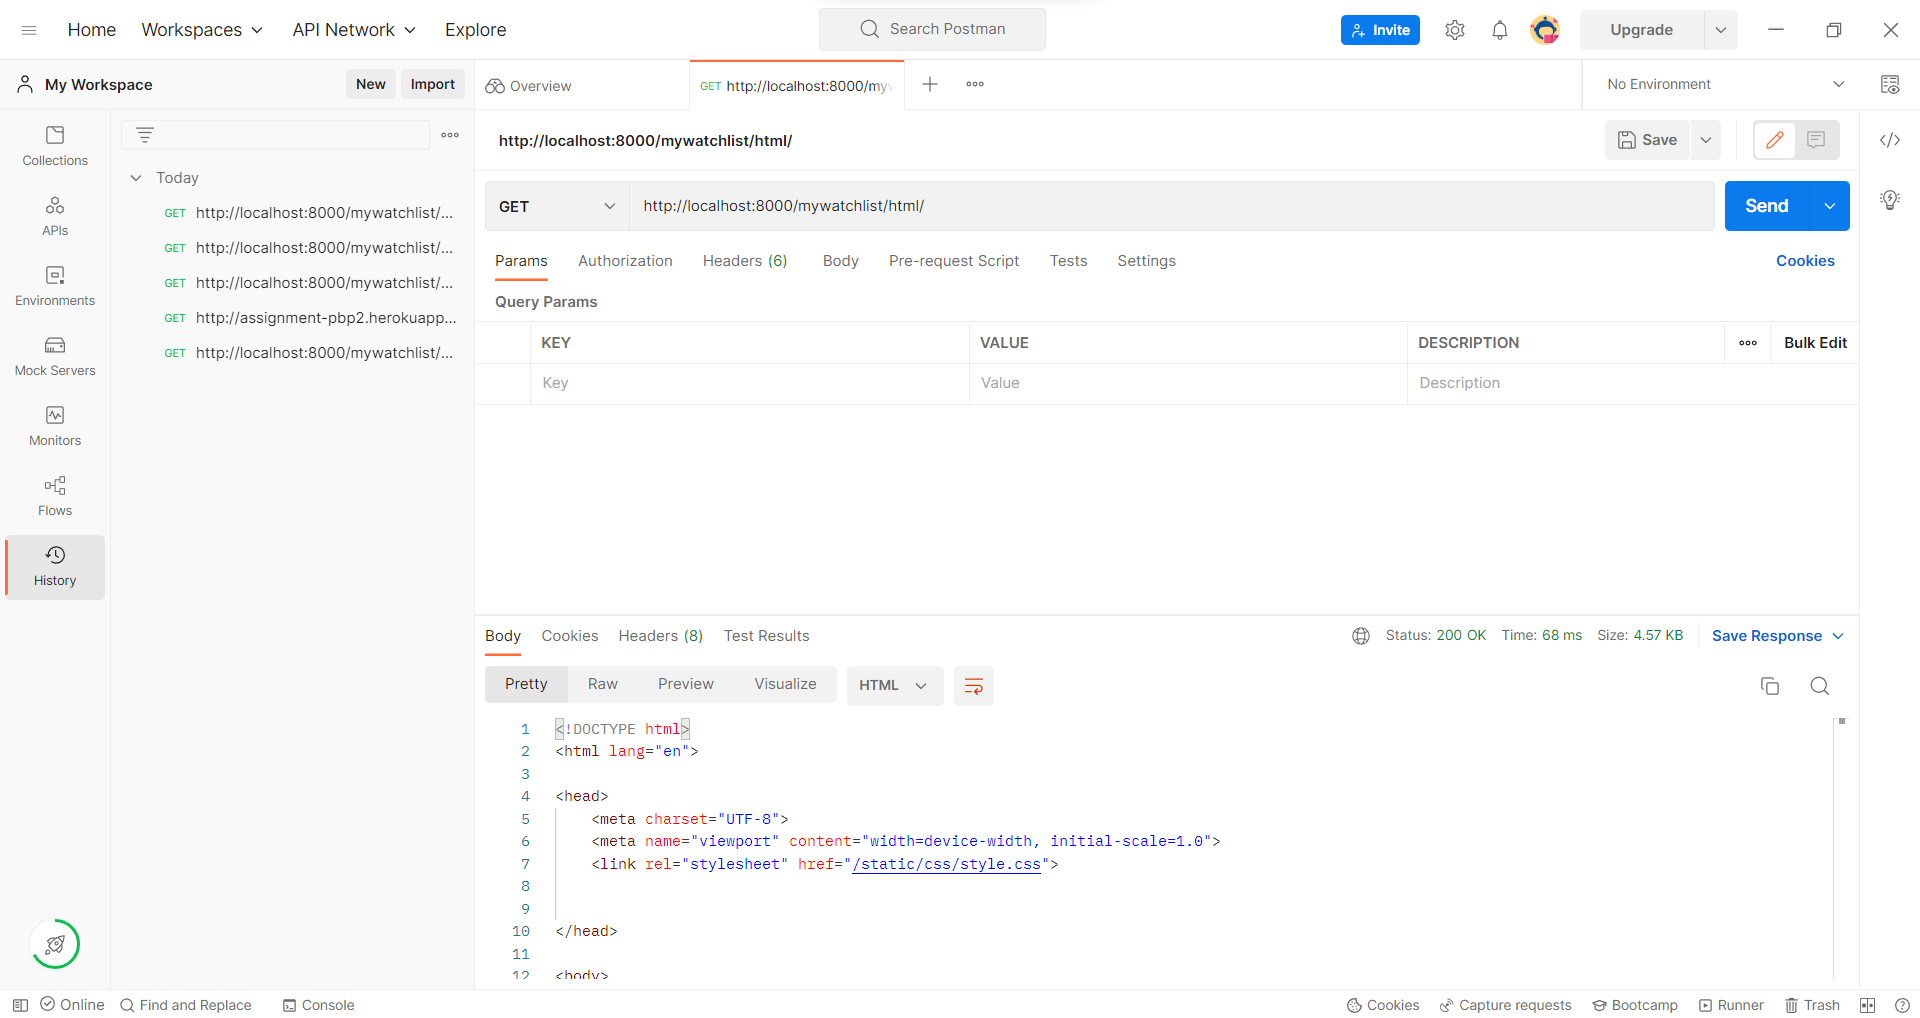 Home Workspaces API Network Explore Search Postman Invite Upgrade
My Workspace New Import Overview GET http://localhost:8000/my No Environment
http://localhost:8000/mywatchlist/html/ Save
Collections
APIs
Environments
Mock Servers
Monitors
Flows
History
Today
GET http://localhost:8000/mywatchlist/...
GET http://localhost:8000/mywatchlist/...
GET http://localhost:8000/mywatchlist/...
GET http://assignment-pbp2.herokuapp...
GET http://localhost:8000/mywatchlist/...
GET http://localhost:8000/mywatchlist/html/ Send
Params Authorization Headers (6) Body Pre-request Script Tests Settings Cookies
Query Params
KEY VALUE DESCRIPTION Bulk Edit
Key Value Description
Body Cookies Headers (8) Test Results Status: 200 OK Time: 68 ms Size: 4.57 KB Save Response
Pretty Raw Preview Visualize HTML
1 <!DOCTYPE html>
2 <html lang="en">
3
4 <head>
5 <meta charset="UTF-8">
6 <meta name="viewport" content="width=device-width, initial-scale=1.0">
7 <link rel="stylesheet" href="/static/css/style.css">
8
9
10 </head>
11
12 <body>
Online Find and Replace Console Cookies Capture requests Bootcamp Runner Trash